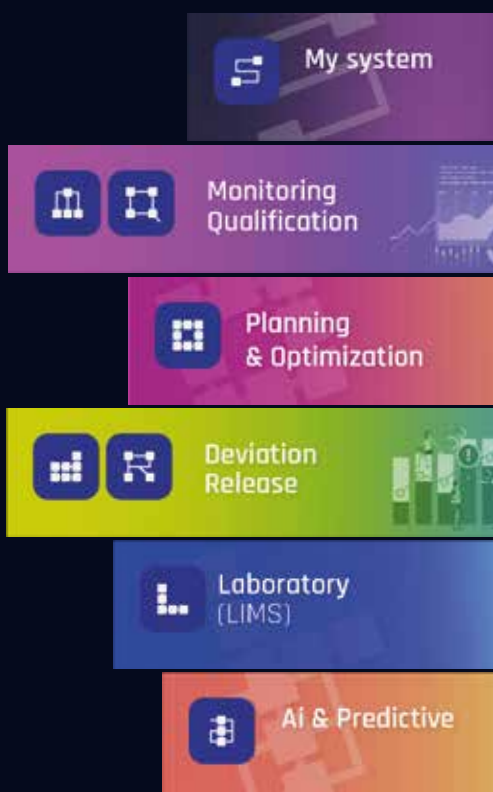 My system
Monitoring
Qualification
Planning
& Optimization
Deviation
Release
Laboratory
(LIMS)
Ai & Predictive